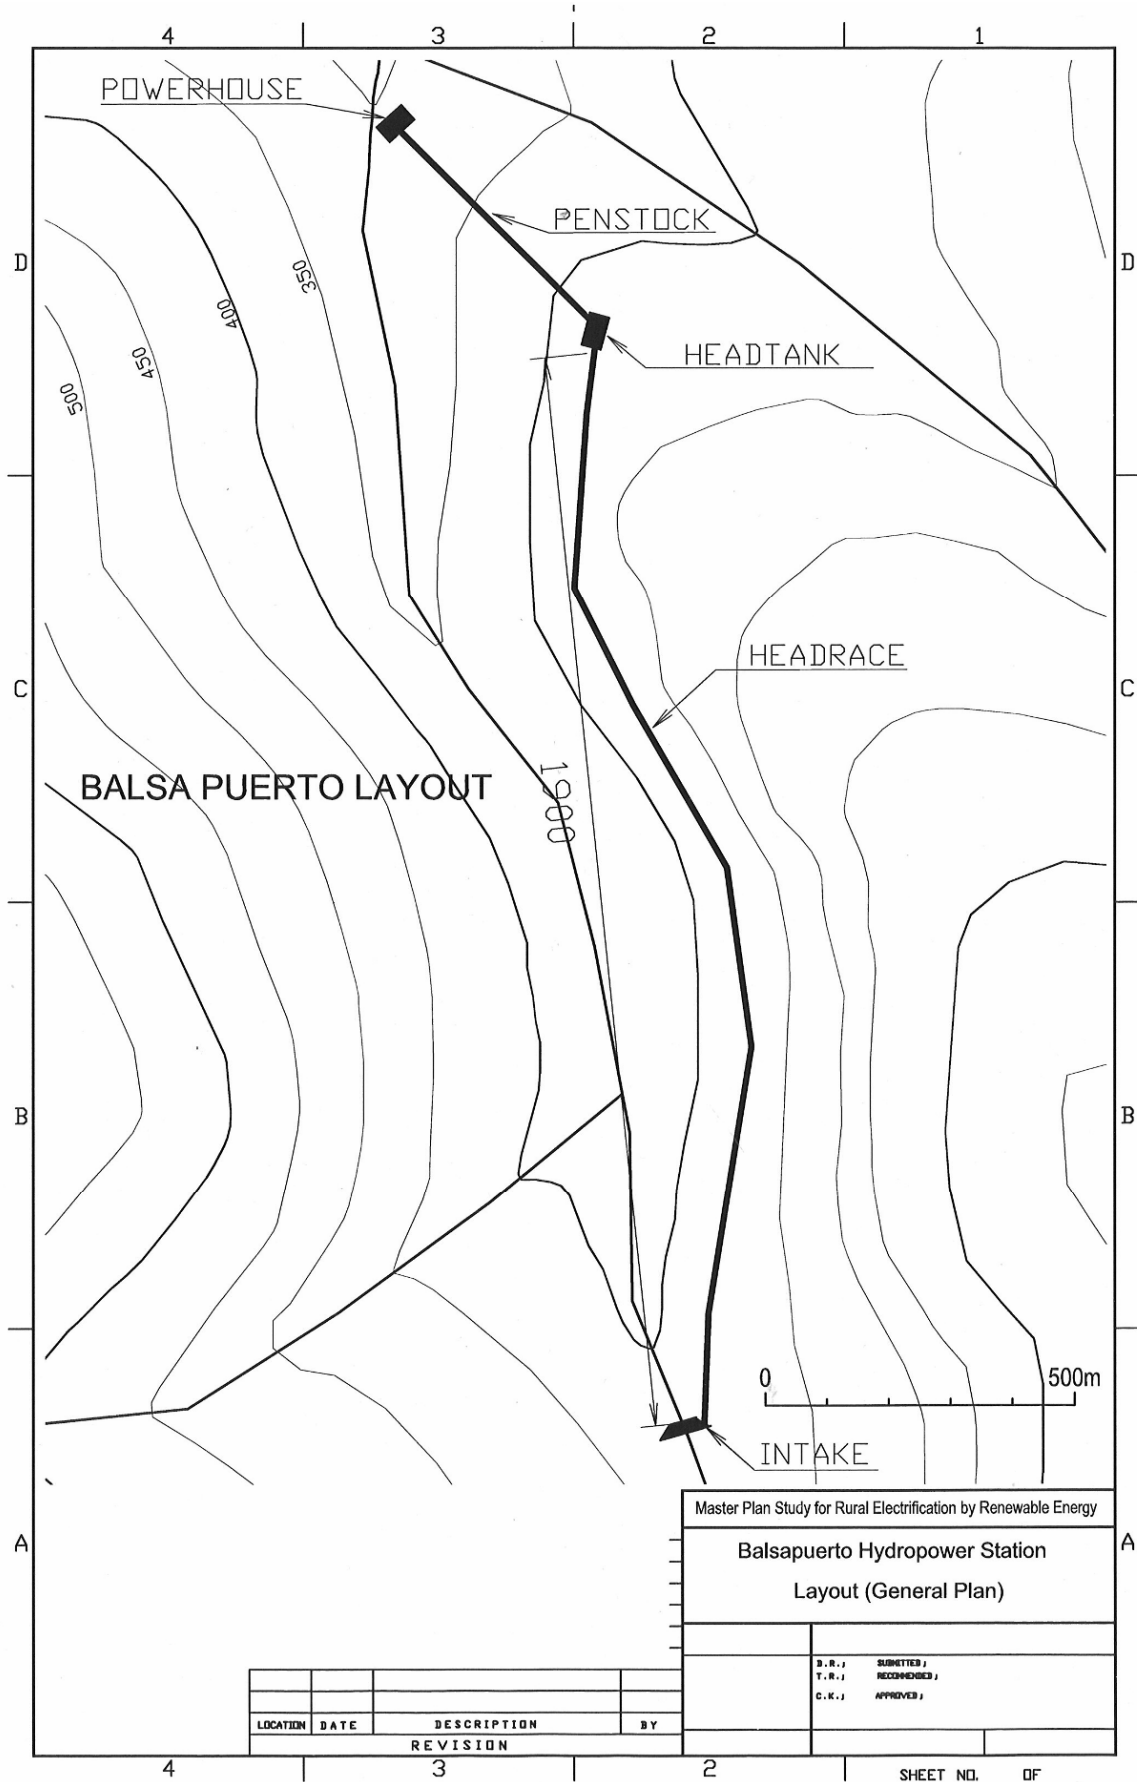 4 3 2 1
POWERHOUSE
PENSTOCK
D D
350
400
HEADTANK
450
500
HEADRACE
C C
1900
BALSA PUERTO LAYOUT
B B
0 500m
INTAKE
Master Plan Study for Rural Electrification by Renewable Energy
A A
Balsapuerto Hydropower Station
Layout (General Plan)
D.R.; SUBMITTED;
T.R.; RECOMMENDED;
C.K.; APPROVED;
LOCATION DATE DESCRIPTION BY
REVISION
4 3 2 SHEET NO. OF